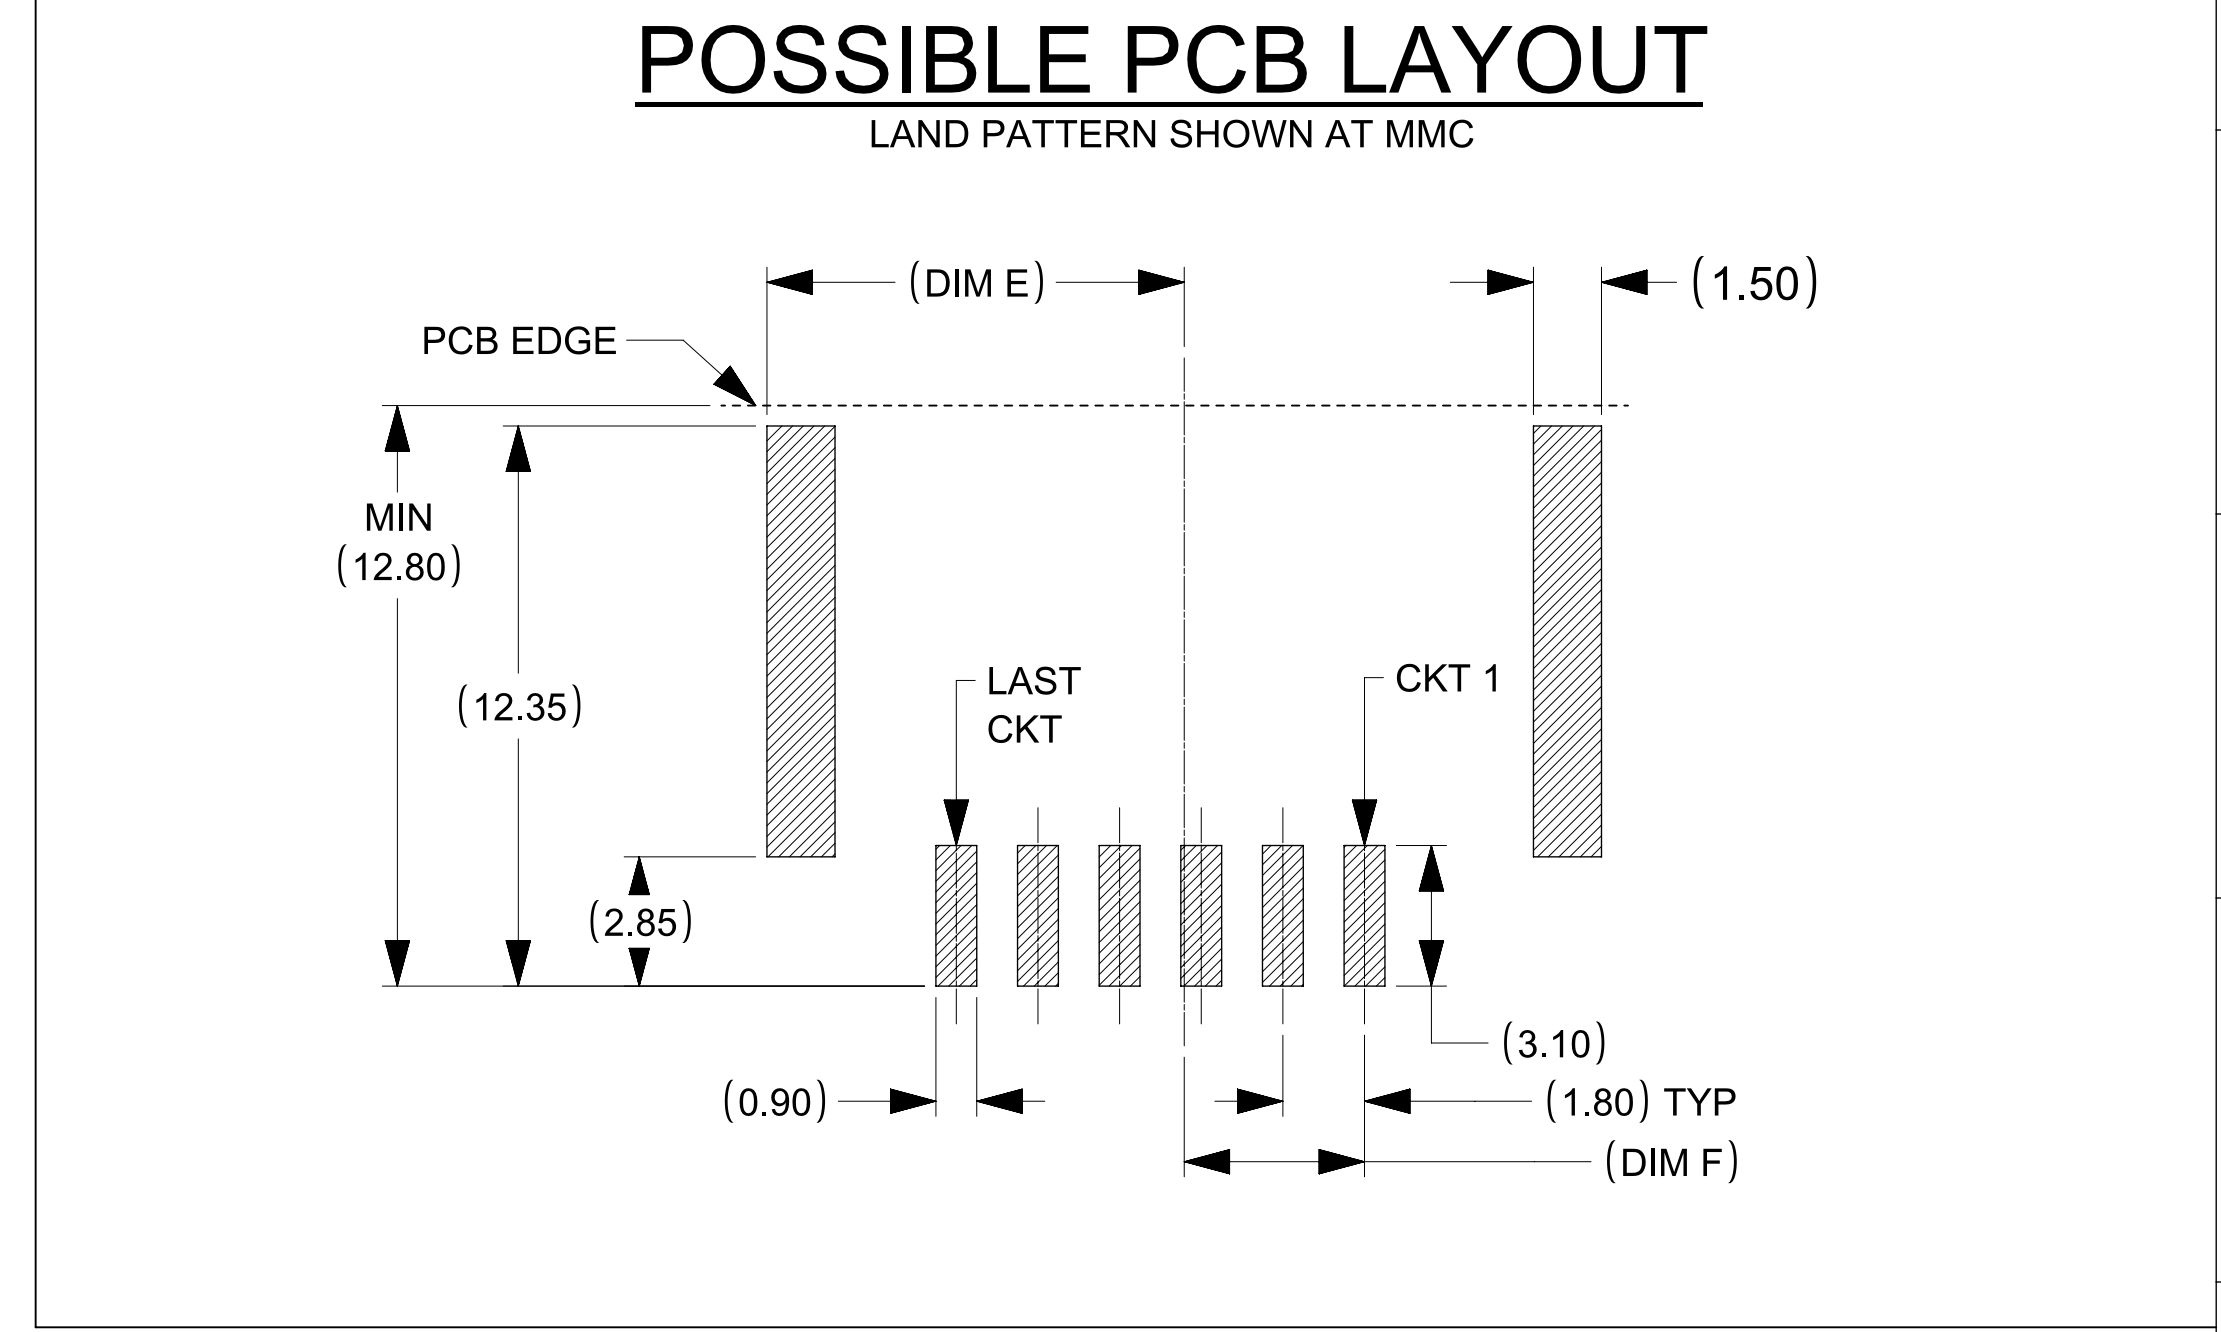 POSSIBLE PCB LAYOUT
LAND PATTERN SHOWN AT MMC
(DIM E)
(1.50)
PCB EDGE
MIN
(12.80)
(12.35)
LAST
CKT
CKT 1
(2.85)
(3.10)
(0.90)
(1.80) TYP
(DIM F)